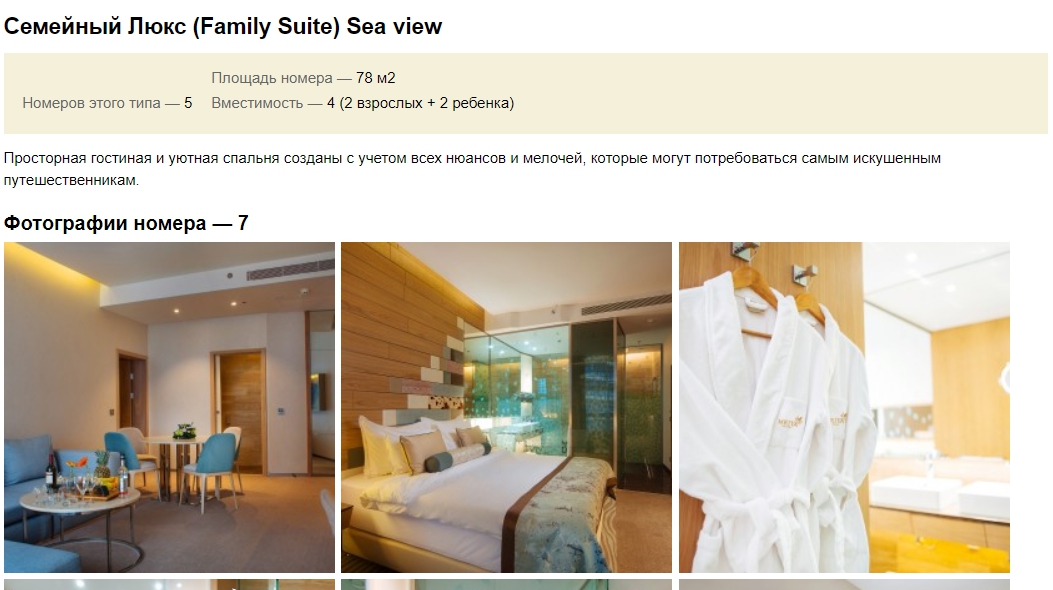 Семейный Люкс (Family Suite) Sea view
Площадь номера — 78 м2
Номеров этого типа — 5 Вместимость — 4 (2 взрослых + 2 ребенка)
Просторная гостиная и уютная спальня созданы с учетом всех нюансов и мелочей, которые могут потребоваться самым искушенным
путешественникам.
Фотографии номера — 7